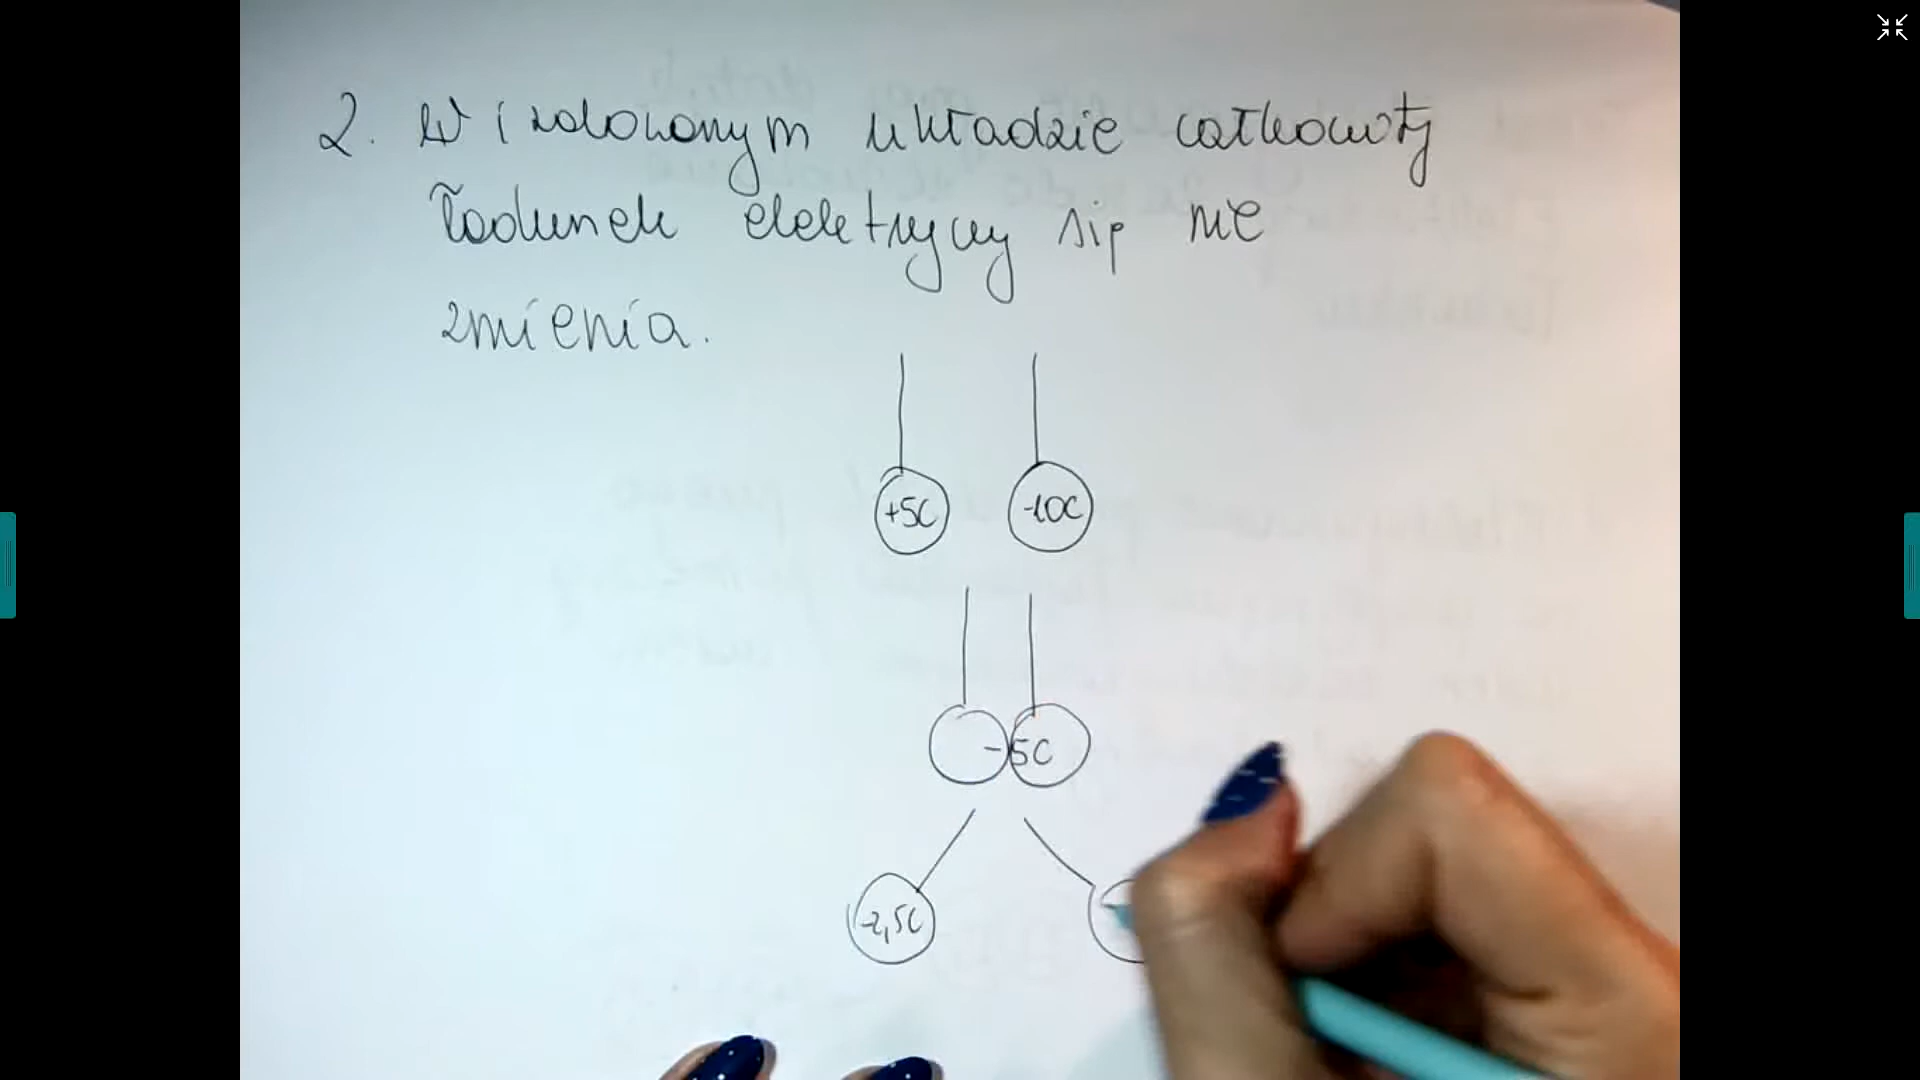 2. W izolowanym układzie całkowity
ładunek elektryczny się nie
zmienia.
+5C -10C
-5C
-2,5C